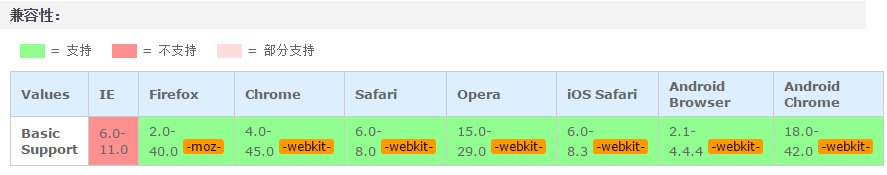 兼容性：
= 支持 = 不支持 = 部分支持
Values IE Firefox Chrome Safari Opera iOS Safari Android Browser Android Chrome
Basic Support 6.0-11.0 2.0-40.0 -moz- 4.0-45.0 -webkit- 6.0-8.0 -webkit- 15.0-29.0 -webkit- 6.0-8.3 -webkit- 2.1-4.4.4 -webkit- 18.0-42.0 -webkit-